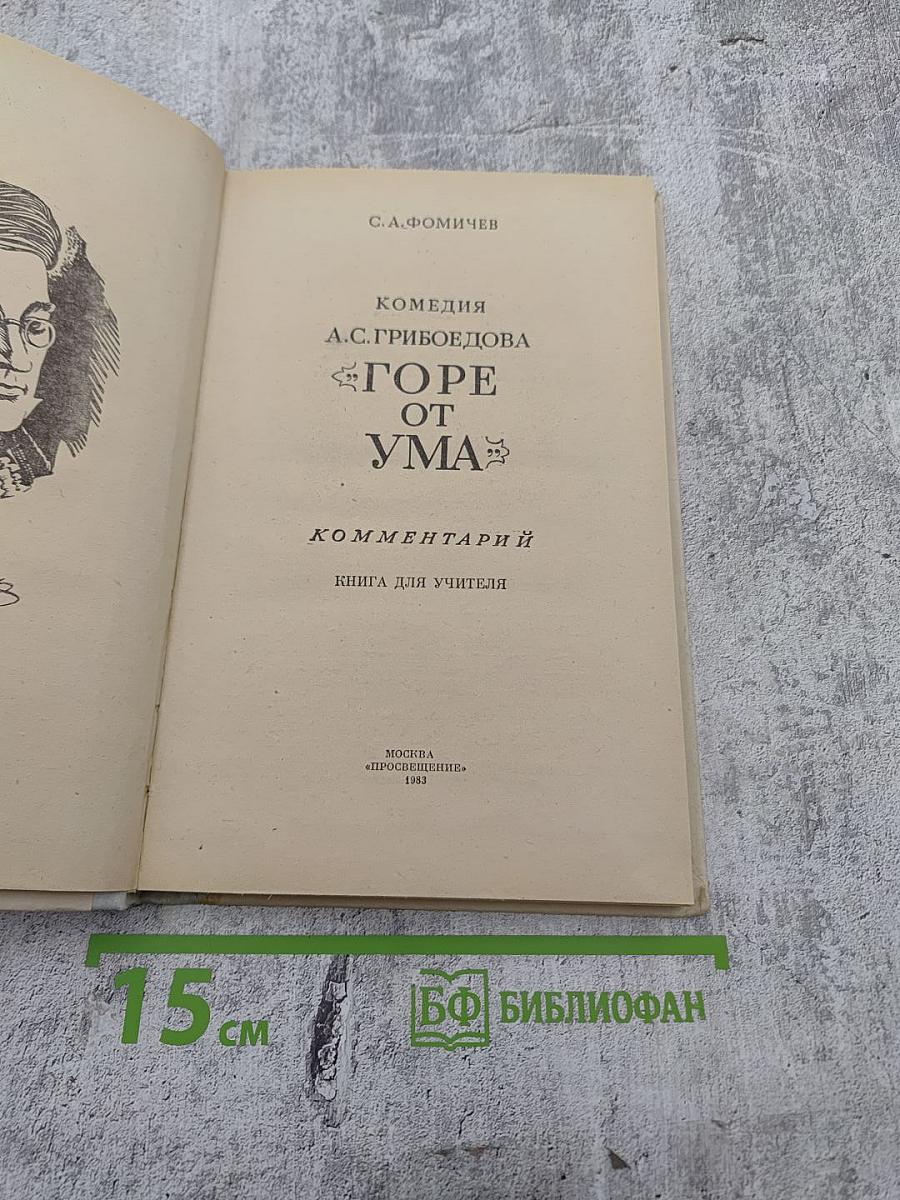 С. А. ФОМИЧЕВ
КОМЕДИЯ
А. С. ГРИБОЕДОВА
«ГОРЕ
ОТ
УМА»
КОММЕНТАРИЙ
КНИГА ДЛЯ УЧИТЕЛЯ
МОСКВА
«ПРОСВЕЩЕНИЕ»
1983
15 см
БФ БИБЛИОФАН